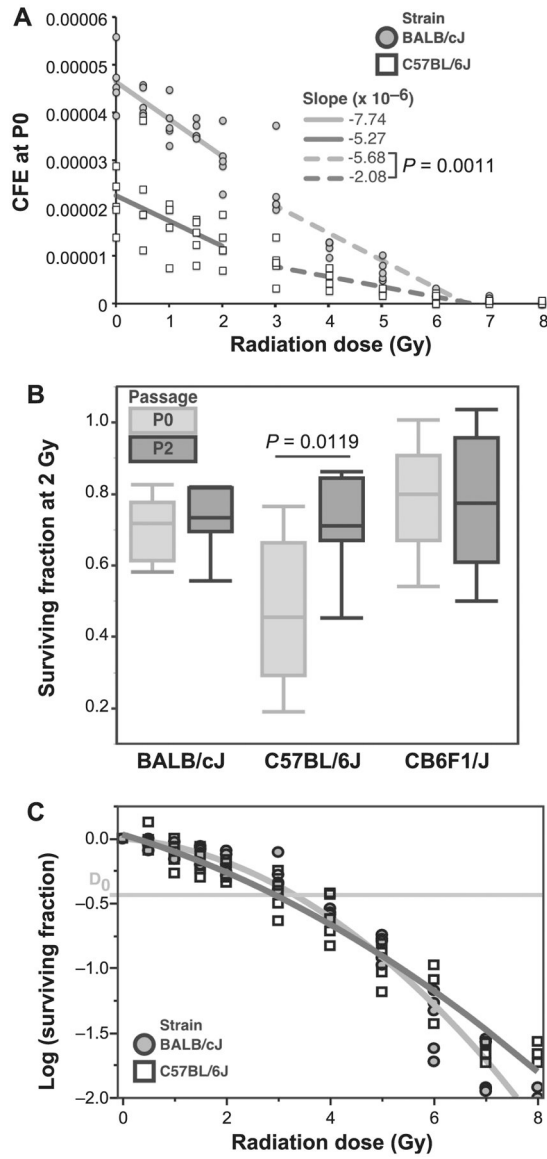 A
CFE at P0
0.00006
0.00005
0.00004
0.00003
0.00002
0.00001
0
Strain
BALB/cJ
C57BL/6J
Slope (x 10–6)
-7.74
-5.27
-5.68
-2.08
P = 0.0011
0 1 2 3 4 5 6 7 8
Radiation dose (Gy)
B
Surviving fraction at 2 Gy
1.0
0.8
0.6
0.4
0.2
Passage
P0
P2
P = 0.0119
BALB/cJ C57BL/6J CB6F1/J
C
Log (surviving fraction)
0.0
–0.5
–1.0
–1.5
–2.0
D0
Strain
BALB/cJ
C57BL/6J
0 2 4 6 8
Radiation dose (Gy)